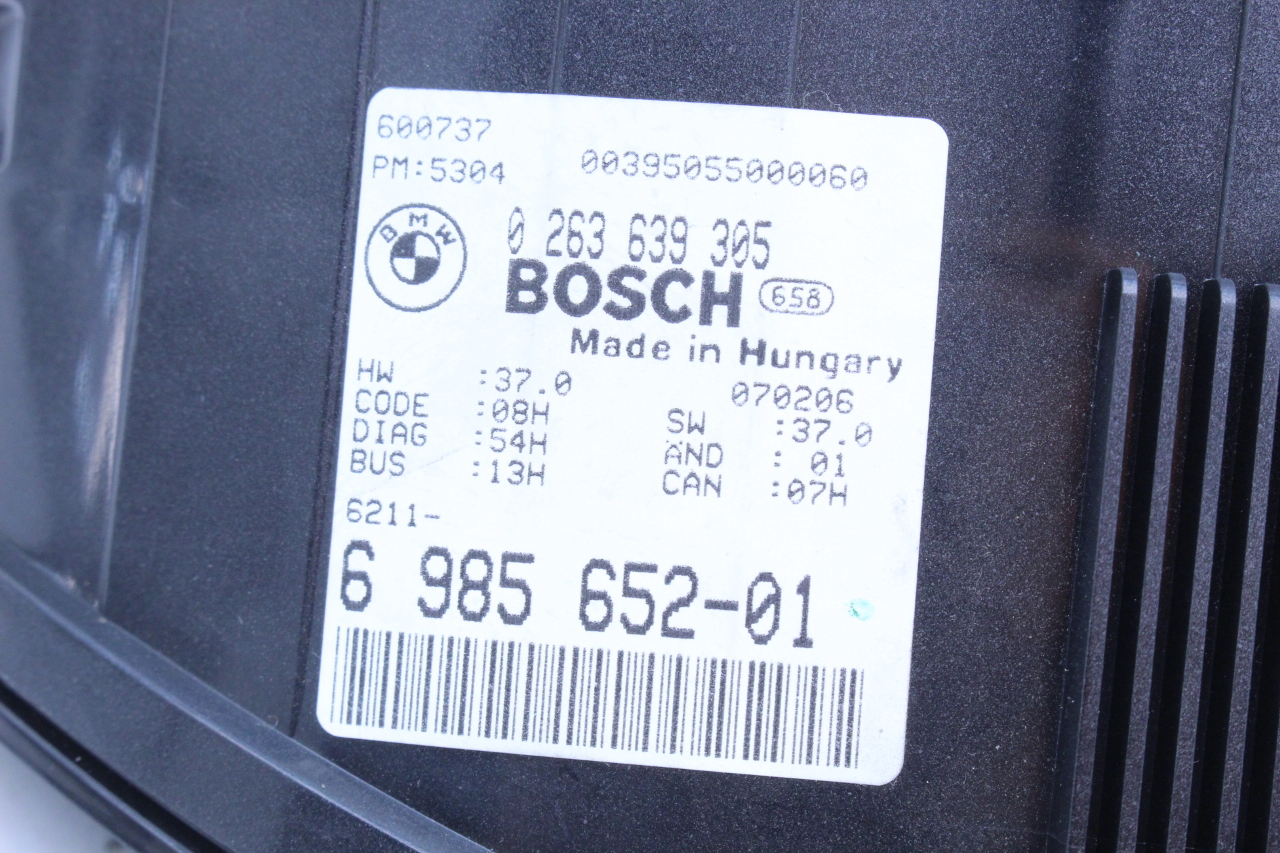 600737
PM:5304 00395055000060
BMW
0 263 639 305
BOSCH 658
Made in Hungary
HW :37.0 070206
CODE :08H SW :37.0
DIAG :54H AND : 01
BUS :13H CAN :07H
6211-
6 985 652-01